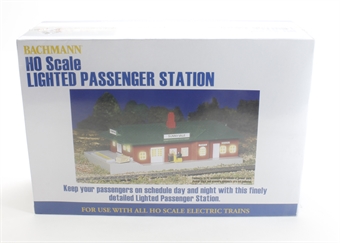 BACHMANN
HO Scale
LIGHTED PASSENGER STATION
Keep your passengers on schedule day and night with this finely
detailed Lighted Passenger Station.
FOR USE WITH ALL HO SCALE ELECTRIC TRAINS